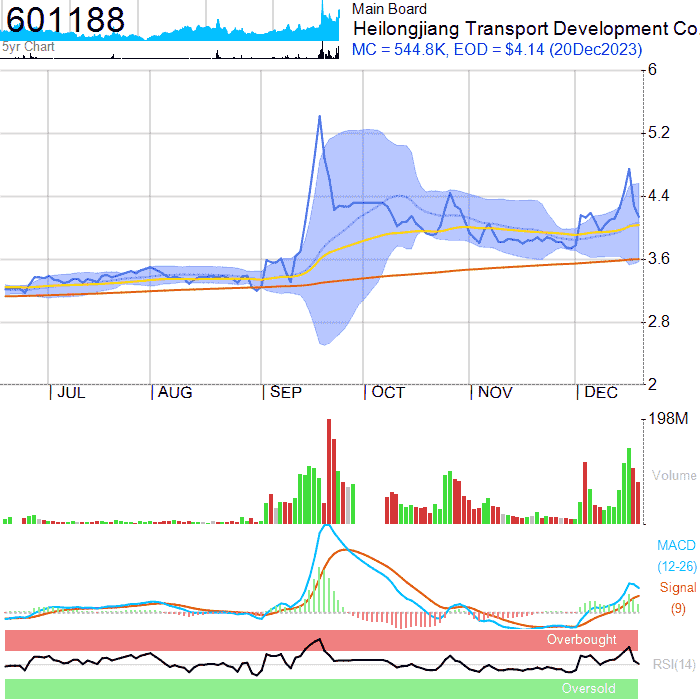 601188
5yr Chart
Main Board
Heilongjiang Transport Development Co
MC = 544.8K, EOD = $4.14 (20Dec2023)
6
5.2
4.4
3.6
2.8
2
JUL AUG SEP OCT NOV DEC
198M
Volume
MACD
(12-26)
Signal
(9)
Overbought
RSI(14)
Oversold